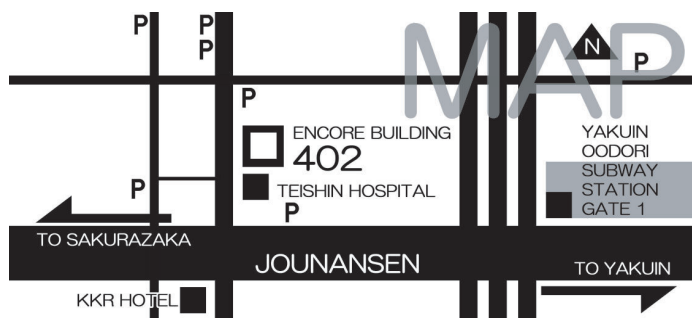 MAP
P
P
P
N
P
P
ENCORE BUILDING
402
TEISHIN HOSPITAL
P
P
YAKUIN
OODORI
SUBWAY
STATION
GATE 1
TO SAKURAZAKA
JOUNANSEN
TO YAKUIN
KKR HOTEL